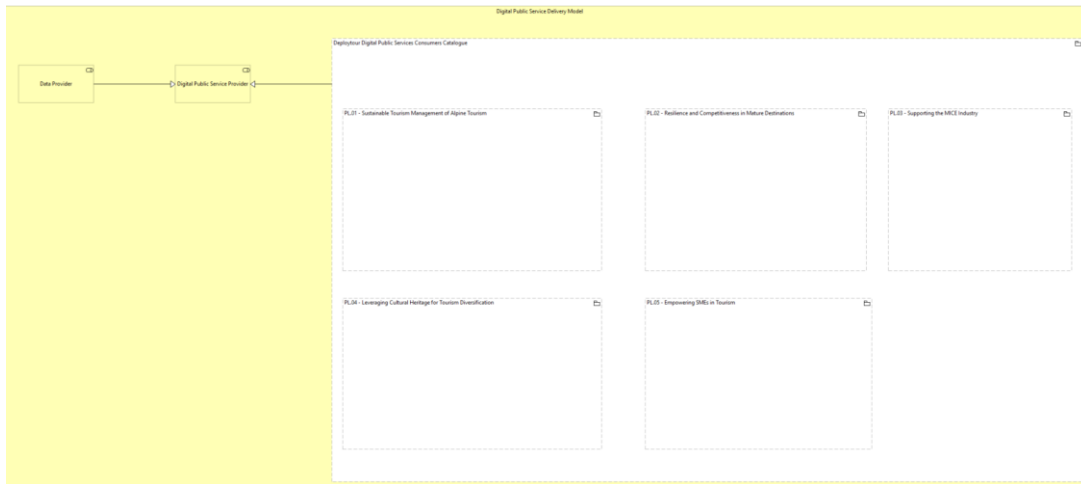 Digital Public Service Delivery Model
Deploytour Digital Public Services Consumers Catalogue
Data Provider
Digital Public Service Provider
PL.01 - Sustainable Tourism Management of Alpine Tourism
PL.02 - Resilience and Competitiveness in Mature Destinations
PL.03 - Supporting the MICE Industry
PL.04 - Leveraging Cultural Heritage for Tourism Diversification
PL.05 - Empowering SMEs in Tourism